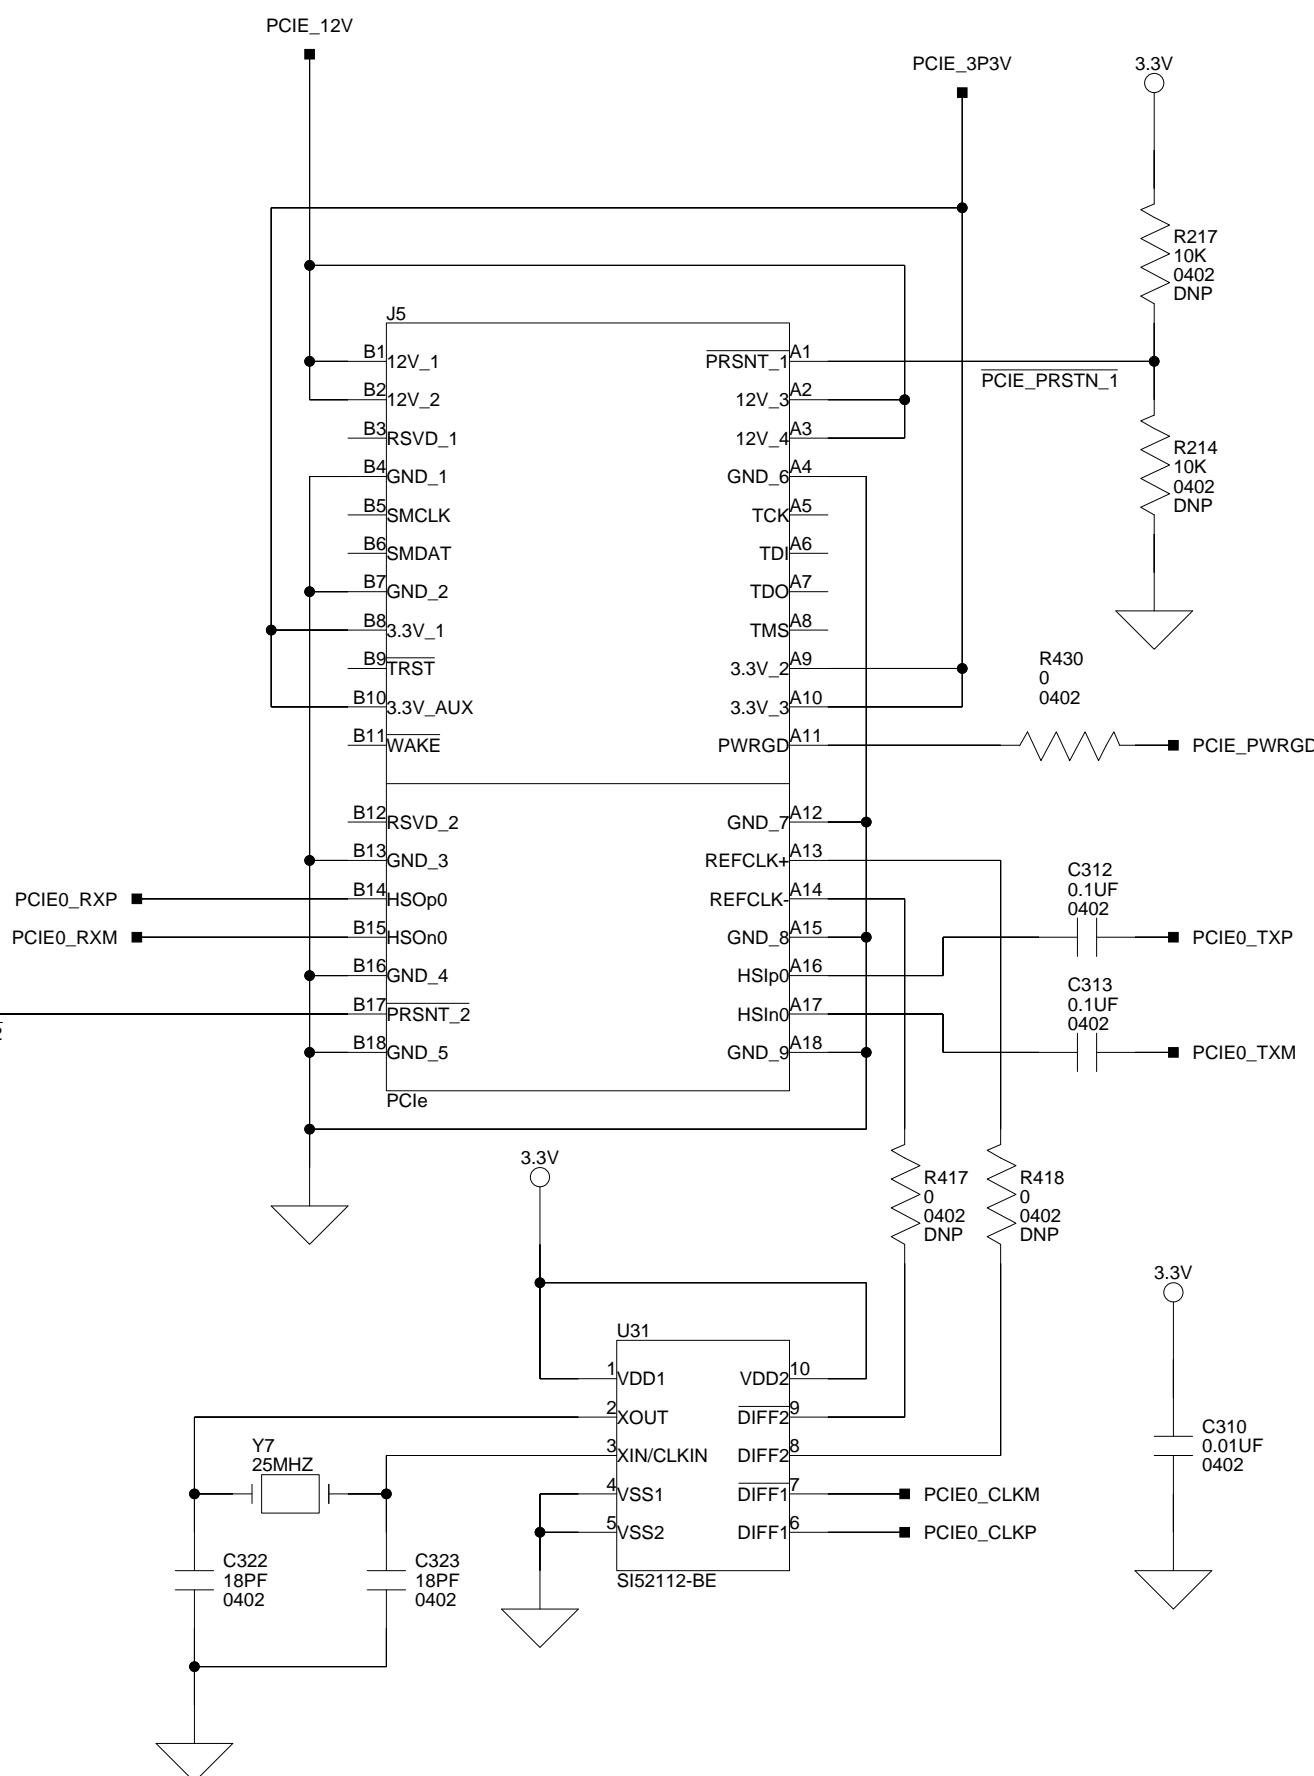 PCIE_12V
PCIE_3P3V
3.3V
R217
10K
0402
DNP
J5
B1 12V_1
B2 12V_2
B3 RSVD_1
B4 GND_1
B5 SMCLK
B6 SMDAT
B7 GND_2
B8 3.3V_1
B9 TRST
B10 3.3V_AUX
B11 WAKE
B12 RSVD_2
B13 GND_3
B14 HSOp0
B15 HSOn0
B16 GND_4
B17 PRSNT_2
B18 GND_5
PCIe
PRSNT_1 A1
12V_3 A2
12V_4 A3
GND_6 A4
TCK A5
TDI A6
TDO A7
TMS A8
3.3V_2 A9
3.3V_3 A10
PWRGD A11
GND_7 A12
REFCLK+ A13
REFCLK- A14
GND_8 A15
HSIp0 A16
HSIn0 A17
GND_9 A18
PCIE_PRSTN_1
R214
10K
0402
DNP
R430
0
0402
PCIE_PWRGD
PCIE0_RXP
PCIE0_RXM
C312
0.1UF
0402
PCIE0_TXP
C313
0.1UF
0402
PCIE0_TXM
3.3V
R417
0
0402
DNP
R418
0
0402
DNP
3.3V
U31
1 VDD1
2 XOUT
3 XIN/CLKIN
4 VSS1
5 VSS2
VDD2 10
DIFF2 9
DIFF2 8
DIFF1 7
DIFF1 6
SI52112-BE
PCIE0_CLKM
PCIE0_CLKP
Y7
25MHZ
C322
18PF
0402
C323
18PF
0402
C310
0.01UF
0402